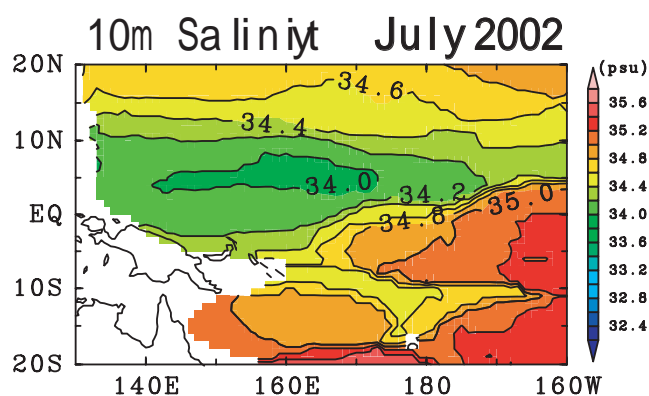 10m Saliniyt July 2002
20N (psu)
34.6 35.6
34.4 35.2
10N 34.8
34.0 34.2 35.0 34.4
EQ 34.8 34.0
33.6
10S 33.2
32.8
32.4
20S
140E 160E 180 160W